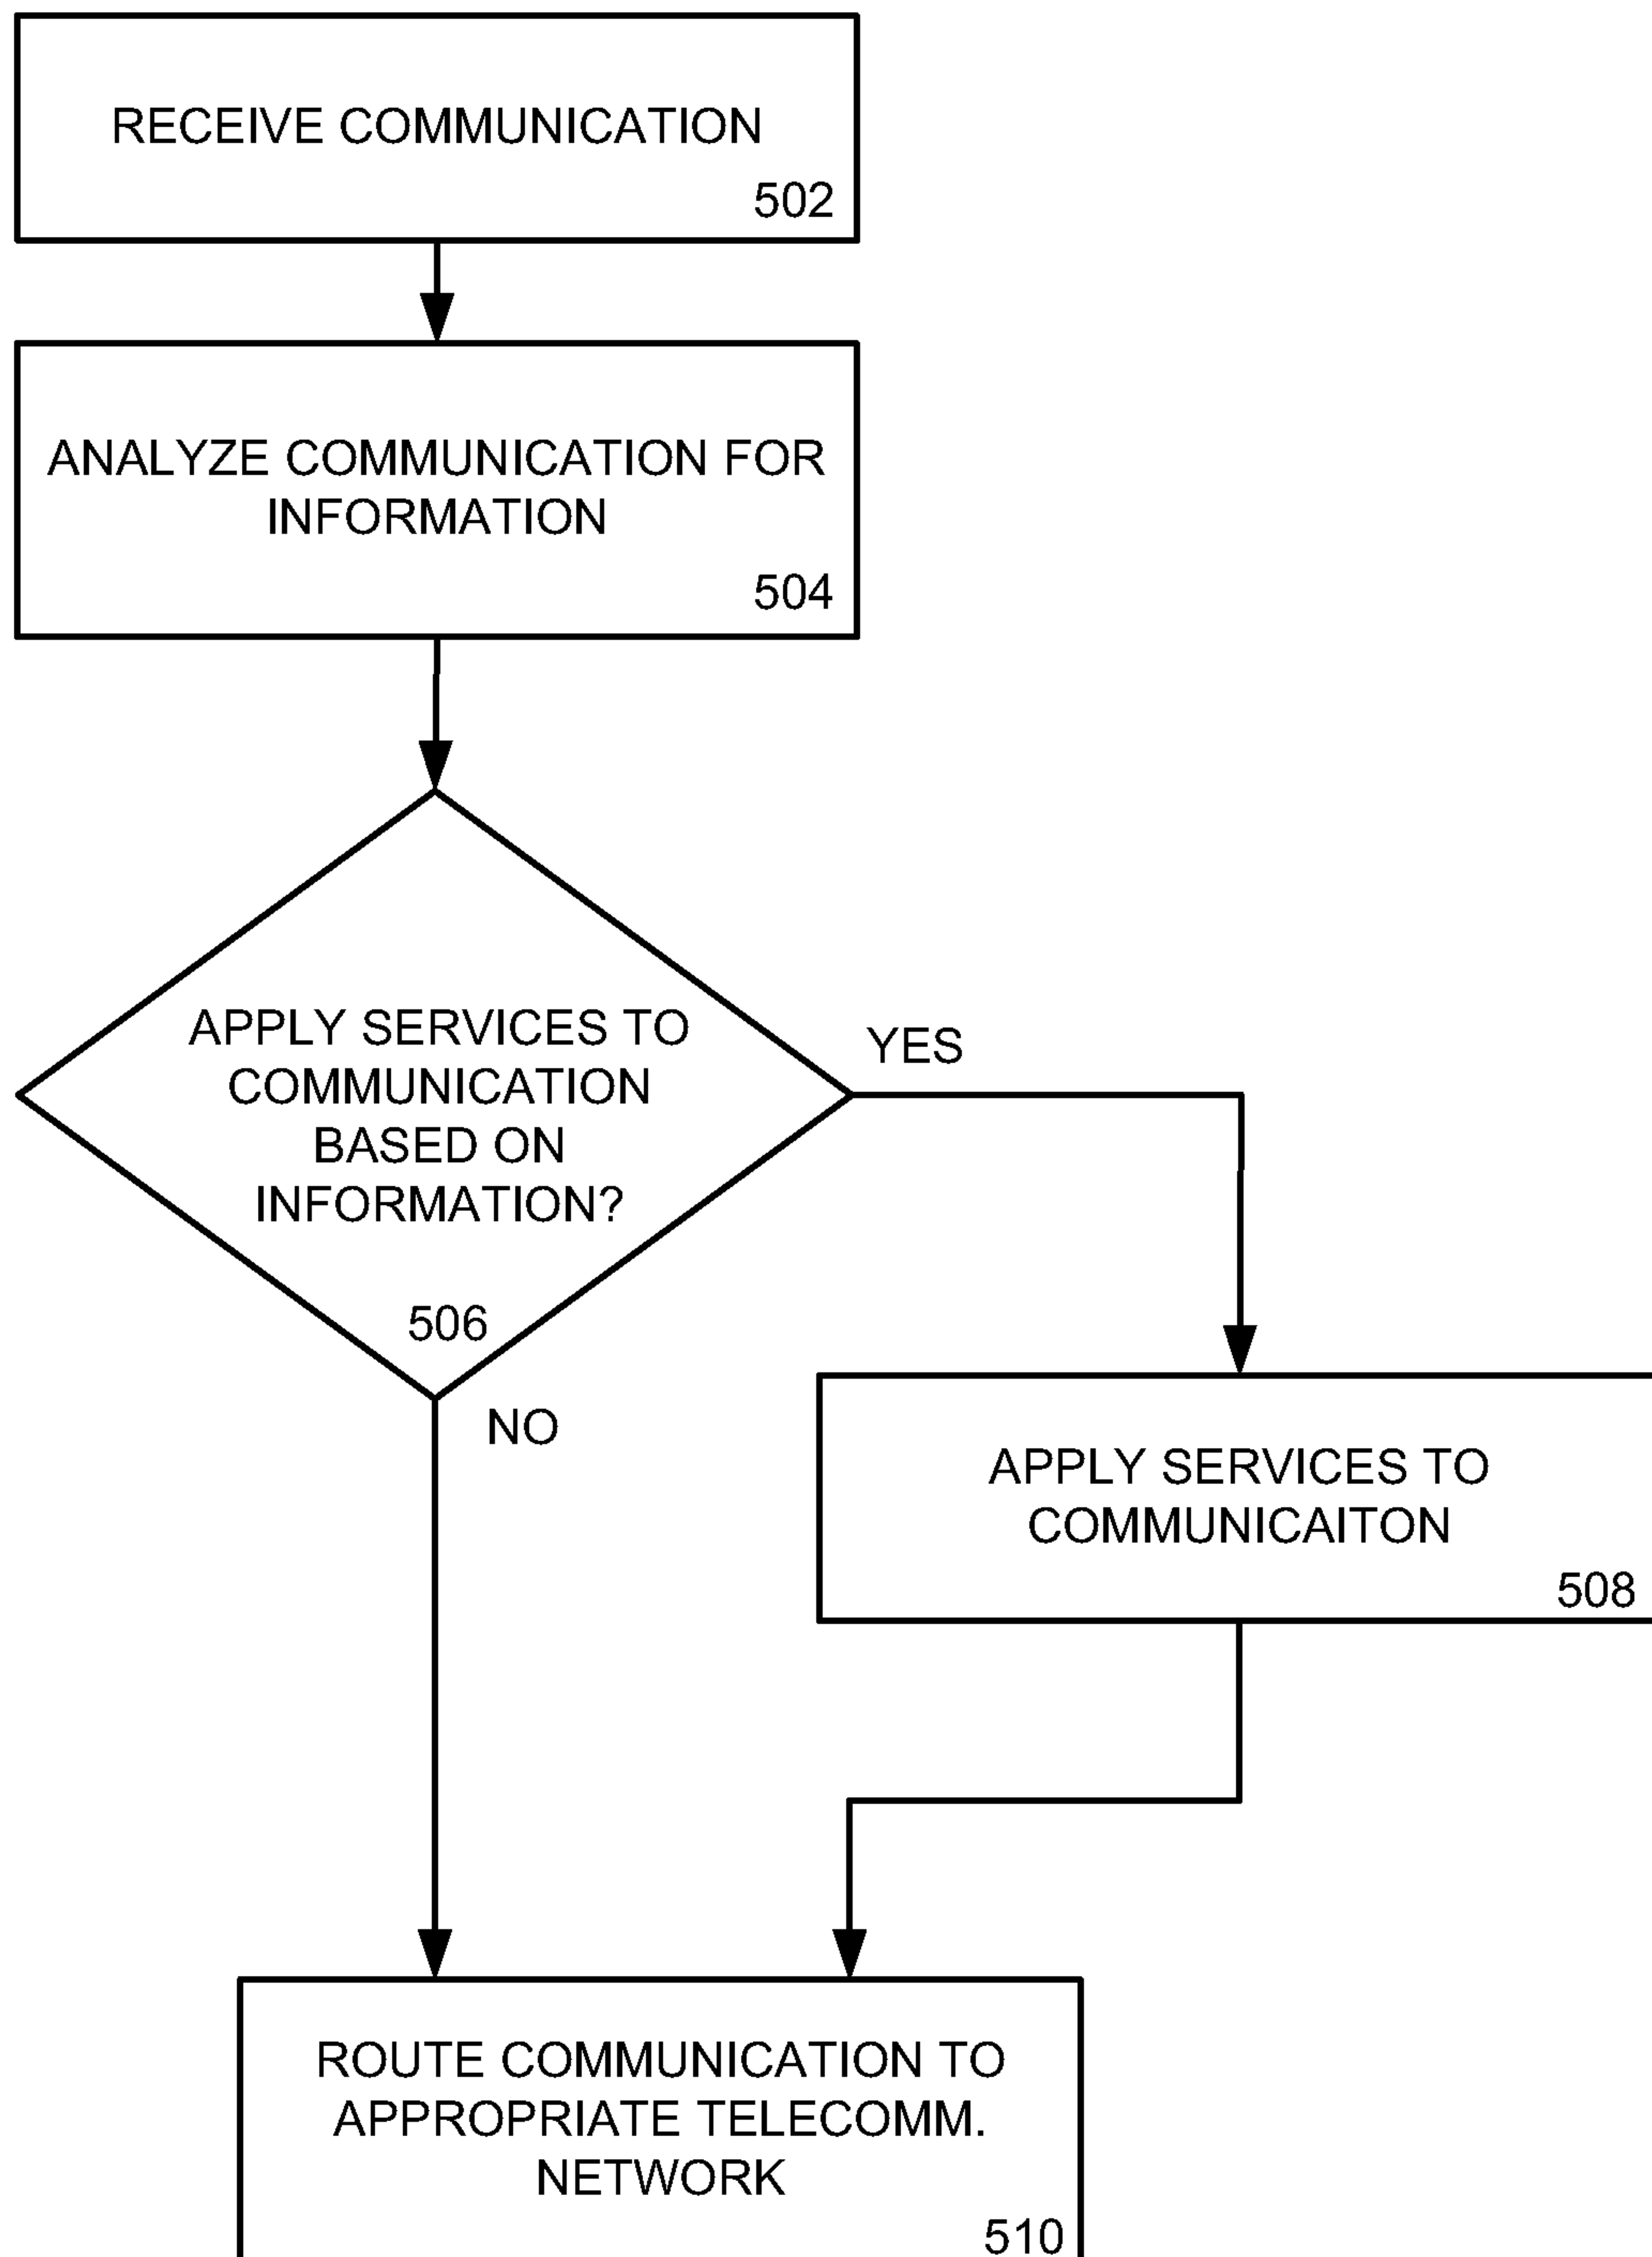 RECEIVE COMMUNICATION
502
ANALYZE COMMUNICATION FOR
INFORMATION
504
APPLY SERVICES TO
COMMUNICATION
BASED ON
INFORMATION?
506
YES
NO
APPLY SERVICES TO
COMMUNICAITON
508
ROUTE COMMUNICATION TO
APPROPRIATE TELECOMM.
NETWORK
510